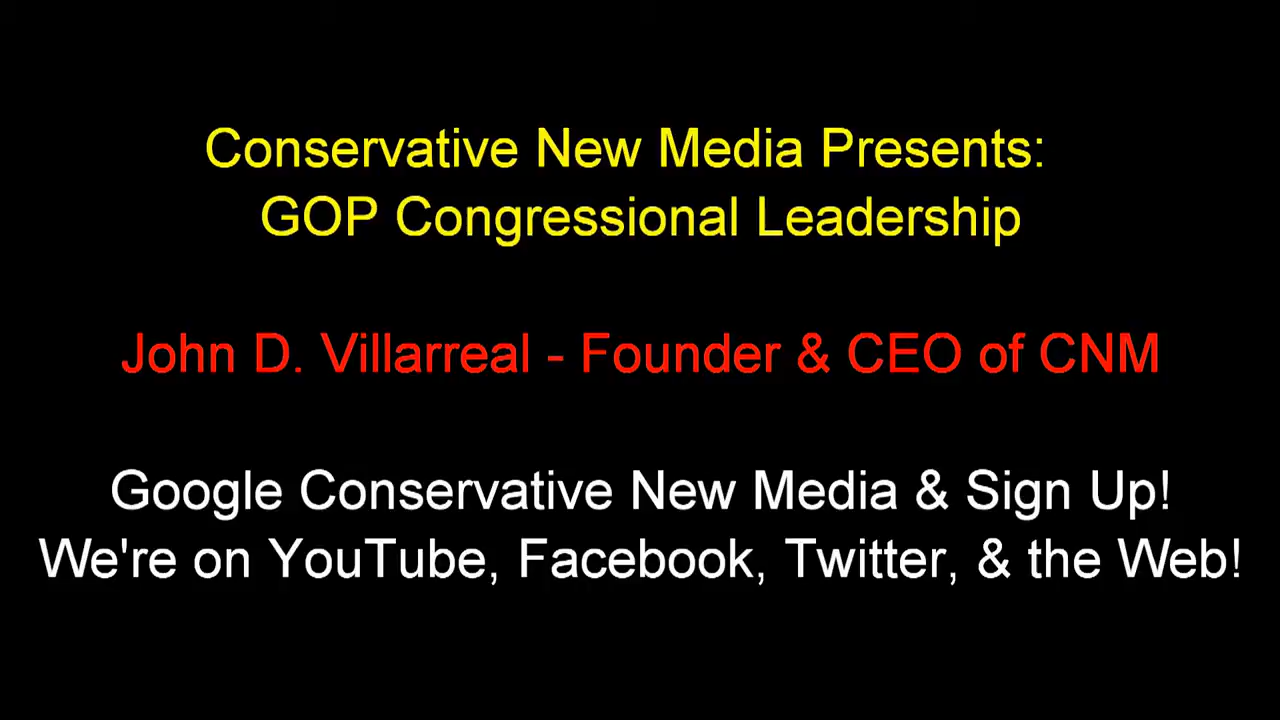 Conservative New Media Presents:
GOP Congressional Leadership
John D. Villarreal - Founder & CEO of CNM
Google Conservative New Media & Sign Up!
We're on YouTube, Facebook, Twitter, & the Web!